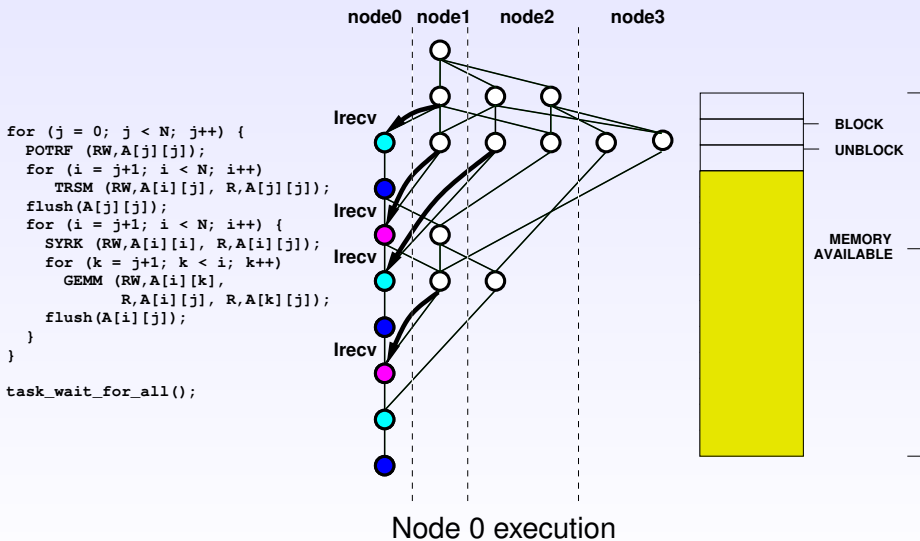 node0 node1 node2 node3
for (j = 0; j < N; j++) {
  POTRF (RW,A[j][j]);
  for (i = j+1; i < N; i++)
    TRSM (RW,A[i][j], R,A[j][j]);
  flush(A[j][j]);
  for (i = j+1; i < N; i++) {
    SYRK (RW,A[i][i], R,A[i][j]);
    for (k = j+1; k < i; k++)
      GEMM (RW,A[i][k],
            R,A[i][j], R,A[k][j]);
    flush(A[i][j]);
  }
}
task_wait_for_all();
Irecv
Irecv
Irecv
Irecv
BLOCK
UNBLOCK
MEMORY
AVAILABLE
Node 0 execution